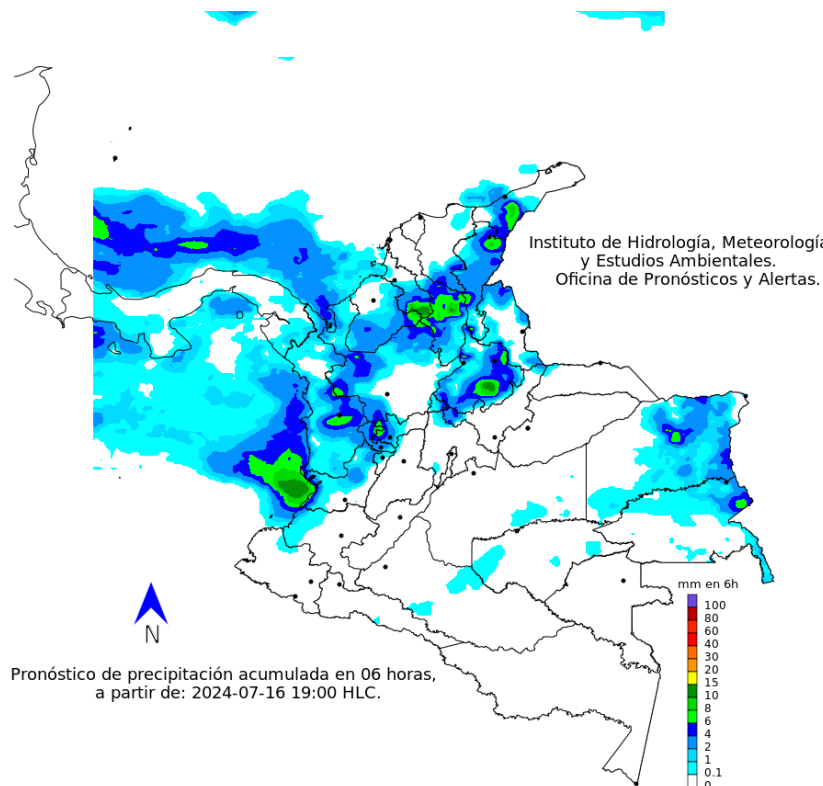 Instituto de Hidrología, Meteorología
y Estudios Ambientales.
Oficina de Pronósticos y Alertas.
mm en 6h
100
80
60
40
30
20
15
10
8
6
4
2
1
0.1
0
N
Pronóstico de precipitación acumulada en 06 horas,
a partir de: 2024-07-16 19:00 HLC.